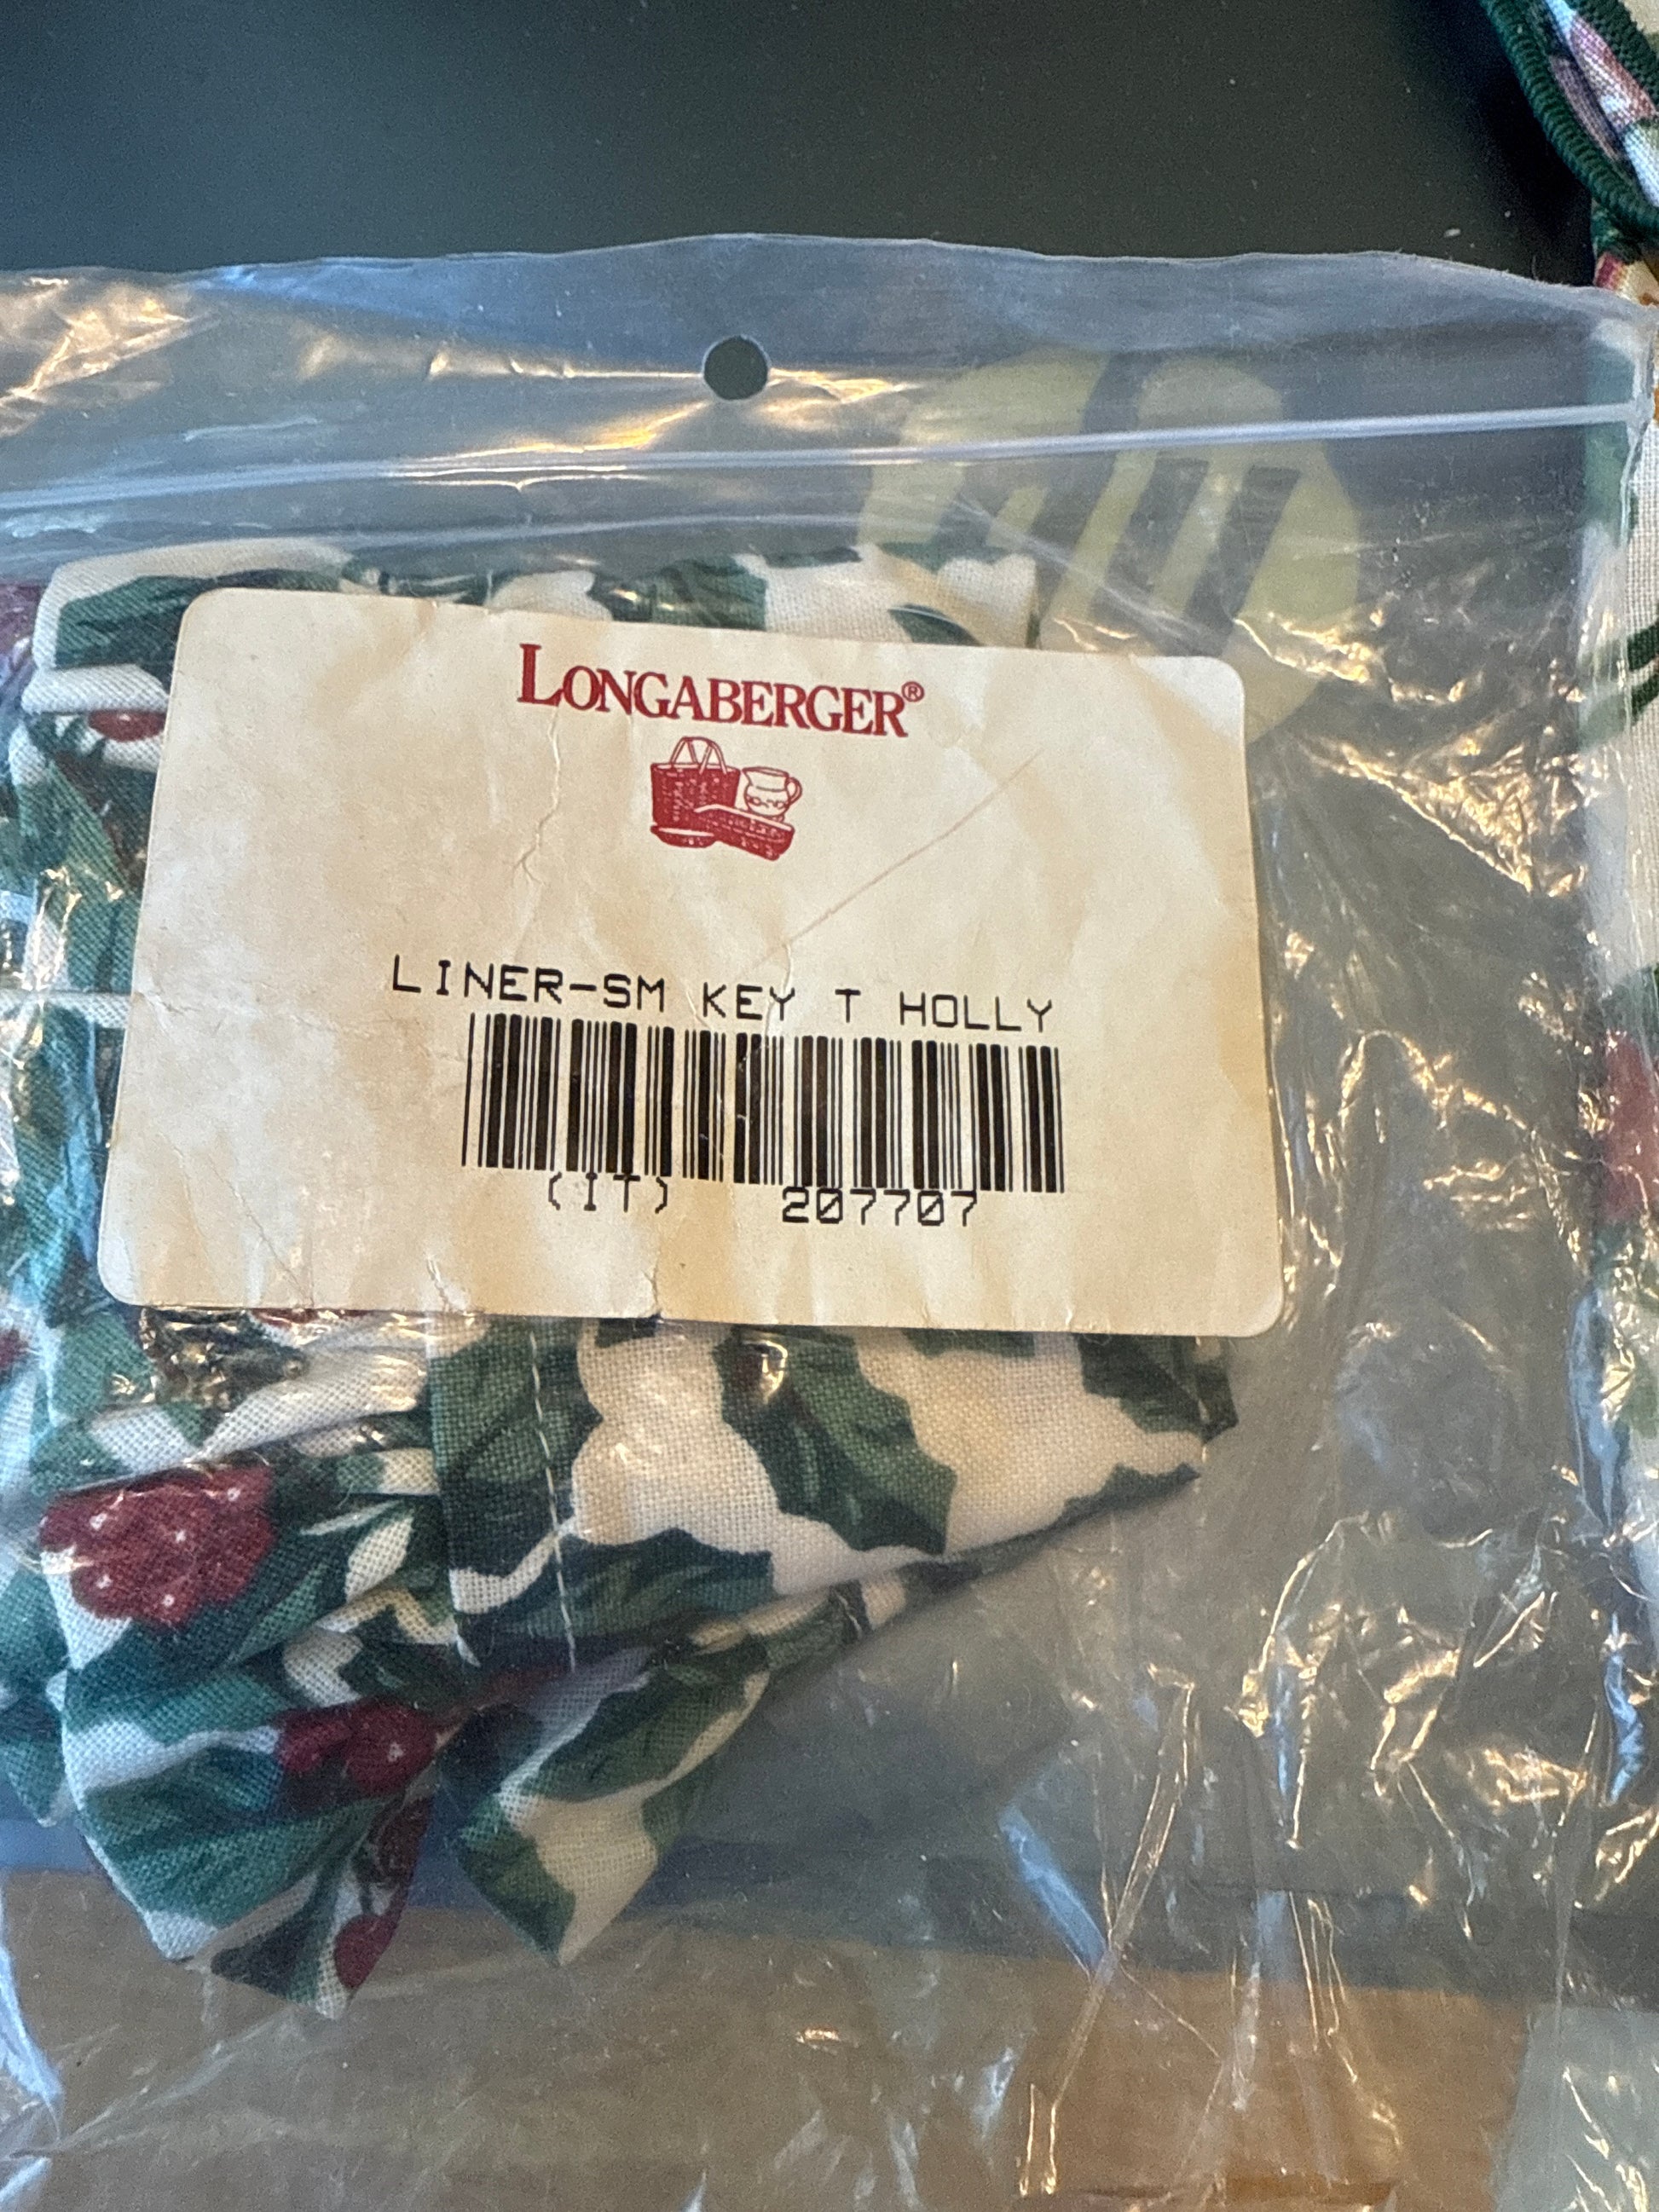 LONGABERGER®
LINER-SM KEY T HOLLY
(IT) 207707